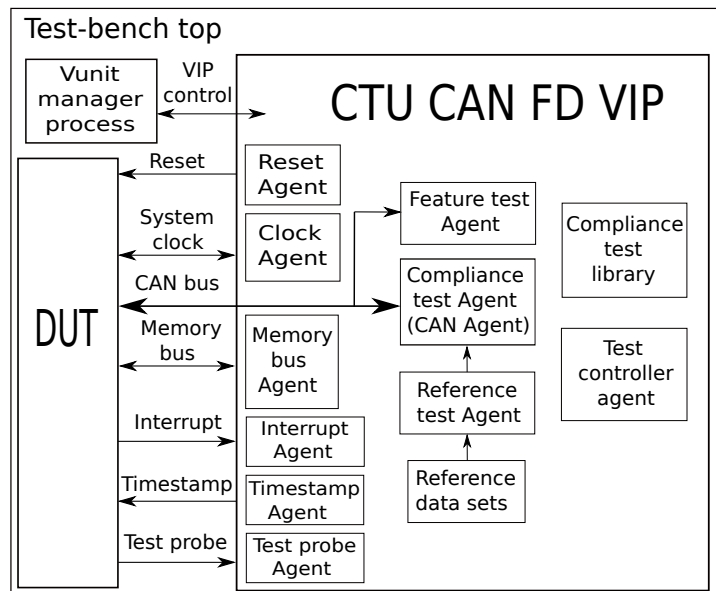 Test-bench top
Vunit
manager
process
VIP
control
CTU CAN FD VIP
Reset
Reset
Agent
System
clock
Clock
Agent
CAN bus
DUT
Memory
bus
Memory
bus
Agent
Interrupt
Interrupt
Agent
Timestamp
Timestamp
Agent
Test probe
Test probe
Agent
Feature test
Agent
Compliance
test Agent
(CAN Agent)
Reference
test Agent
Reference
data sets
Compliance
test
library
Test
controller
agent